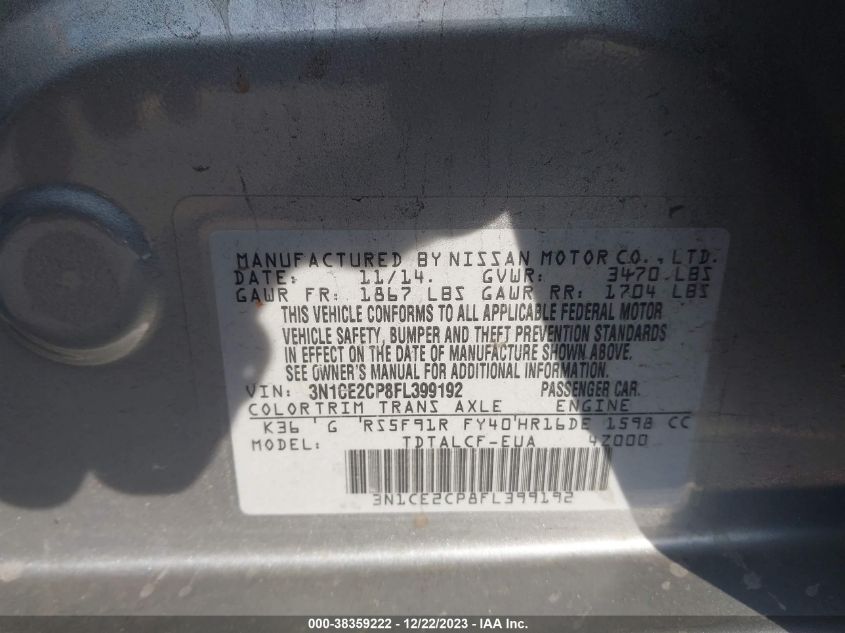 MANUFACTURED BY NISSAN MOTOR CO., LTD.
DATE: 11/14. GVWR: 3470 LBS
GAWR FR: 1867 LBS GAWR RR: 1704 LBS
THIS VEHICLE CONFORMS TO ALL APPLICABLE FEDERAL MOTOR
VEHICLE SAFETY, BUMPER AND THEFT PREVENTION STANDARDS
IN EFFECT ON THE DATE OF MANUFACTURE SHOWN ABOVE.
SEE OWNER'S MANUAL FOR ADDITIONAL INFORMATION.
VIN: 3N1CE2CP8FL399192 PASSENGER CAR.
COLORTRIM TRANS AXLE ENGINE
K36 ' G 'RS5F91R FY40'HR16DE 1598 CC
MODEL: TDTALCF-EUA 4Z000
3N1CE2CP8FL399192
000-38359222 - 12/22/2023 - IAA Inc.